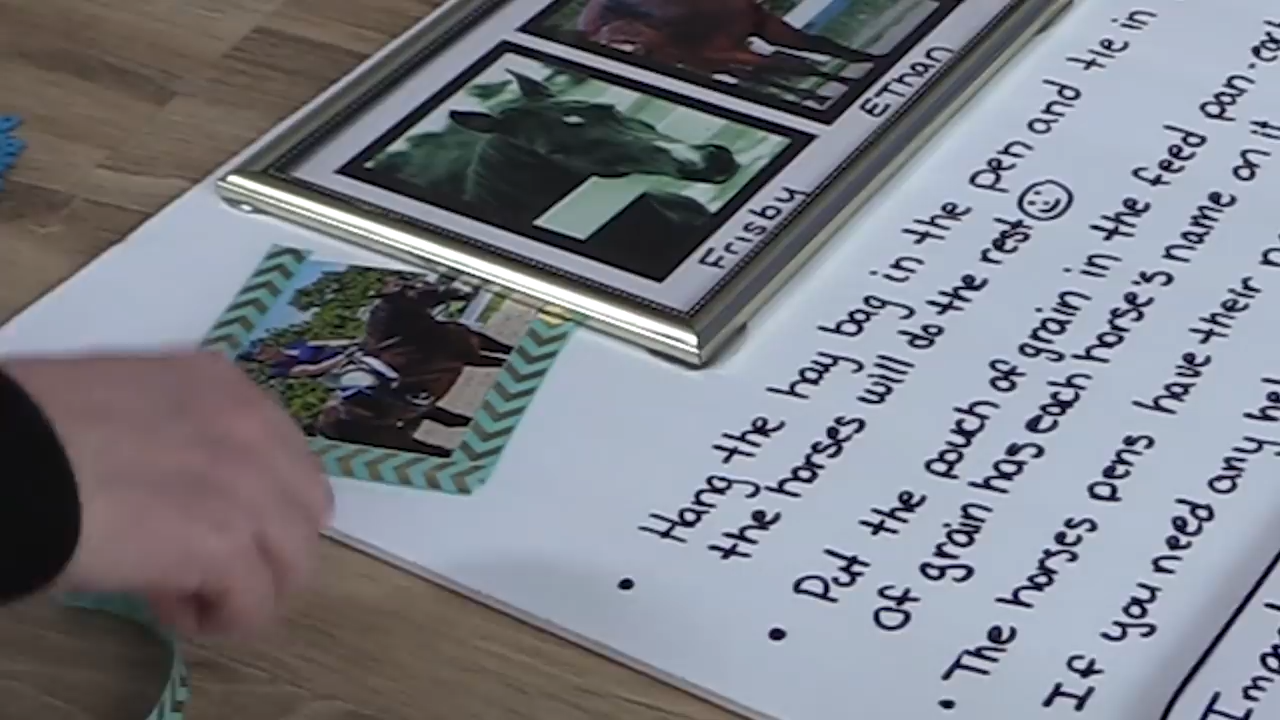 Ethan
Frisby
• Hang the hay bag in the pen and tie in
the horses will do the rest
• Put the pouch of grain in the feed pan -
of grain has each horse's name on it
• The horses pens have their
If you need any